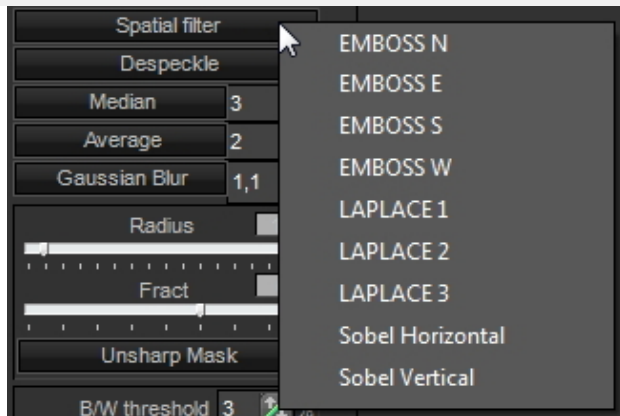 Spatial filter
Despeckle
Median 3
Average 2
Gaussian Blur 1,1
Radius
Fract
Unsharp Mask
B/W threshold 3 %
EMBOSS N
EMBOSS E
EMBOSS S
EMBOSS W
LAPLACE 1
LAPLACE 2
LAPLACE 3
Sobel Horizontal
Sobel Vertical